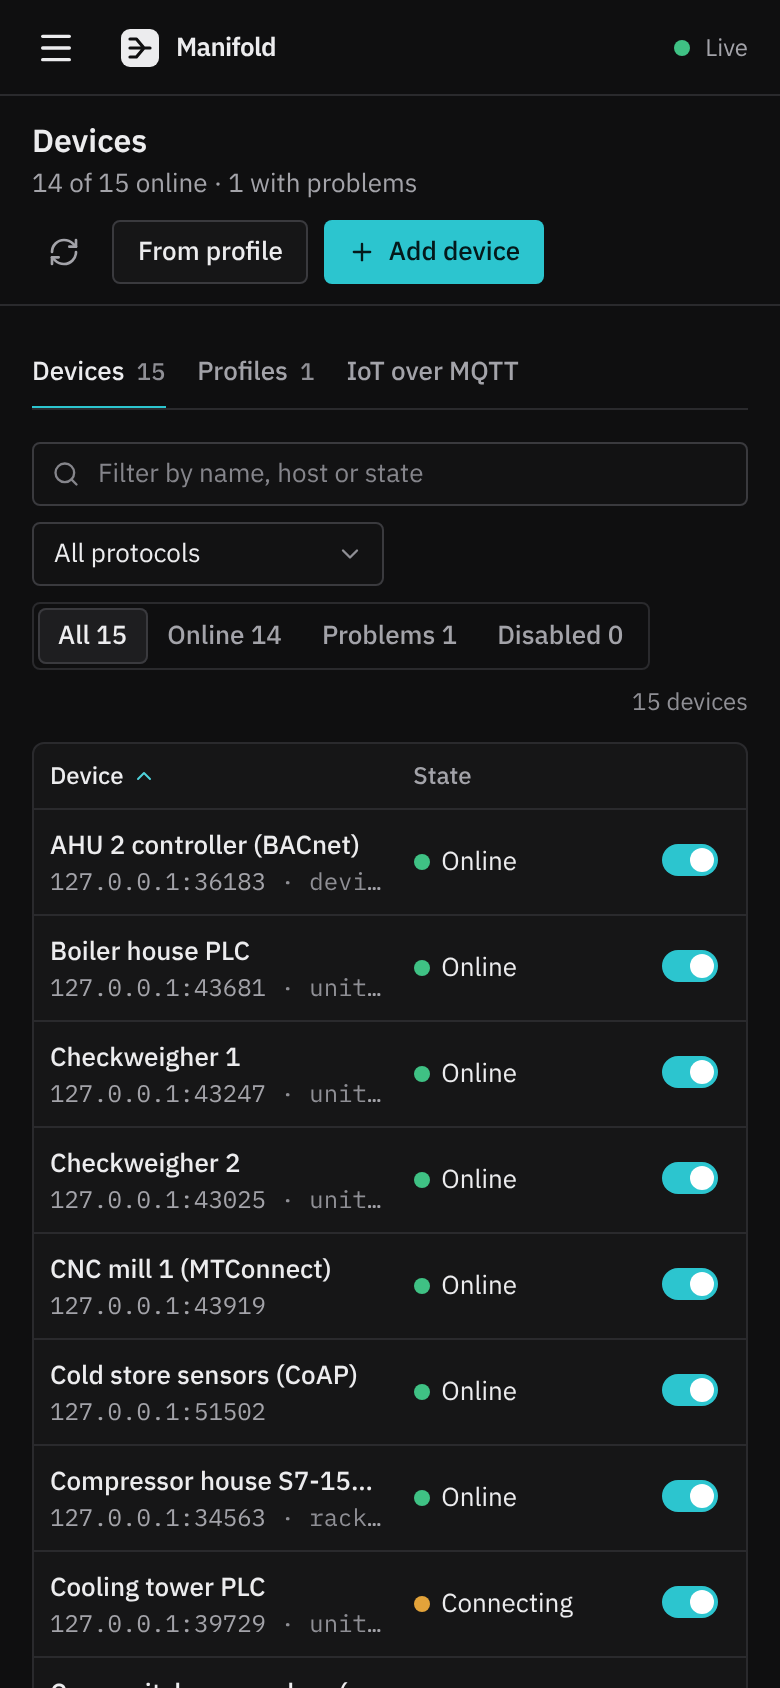 Manifold
Live
Devices
14 of 15 online · 1 with problems
From profile
Add device
Devices 15
Profiles 1
IoT over MQTT
Filter by name, host or state
All protocols
All 15
Online 14
Problems 1
Disabled 0
15 devices
Device
State
AHU 2 controller (BACnet)
127.0.0.1:36183 · devi…
Online
Boiler house PLC
127.0.0.1:43681 · unit…
Online
Checkweigher 1
127.0.0.1:43247 · unit…
Online
Checkweigher 2
127.0.0.1:43025 · unit…
Online
CNC mill 1 (MTConnect)
127.0.0.1:43919
Online
Cold store sensors (CoAP)
127.0.0.1:51502
Online
Compressor house S7-15…
127.0.0.1:34563 · rack…
Online
Cooling tower PLC
127.0.0.1:39729 · unit…
Connecting